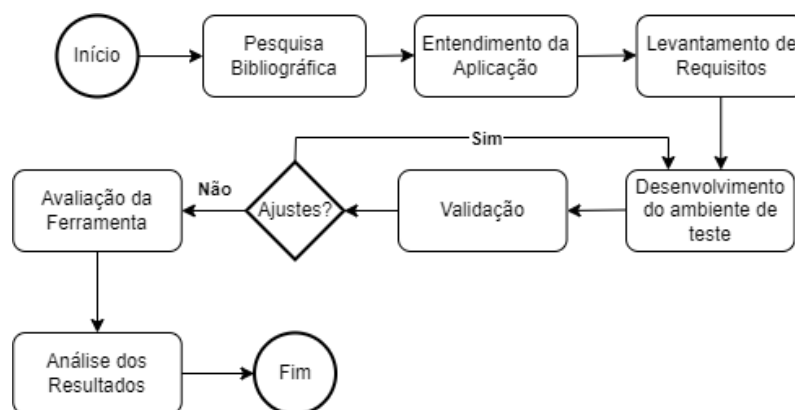 Início
Pesquisa
Bibliográfica
Entendimento da
Aplicação
Levantamento de
Requisitos
Sim
Desenvolvimento
do ambiente de
teste
Validação
Ajustes?
Não
Avaliação da
Ferramenta
Análise dos
Resultados
Fim